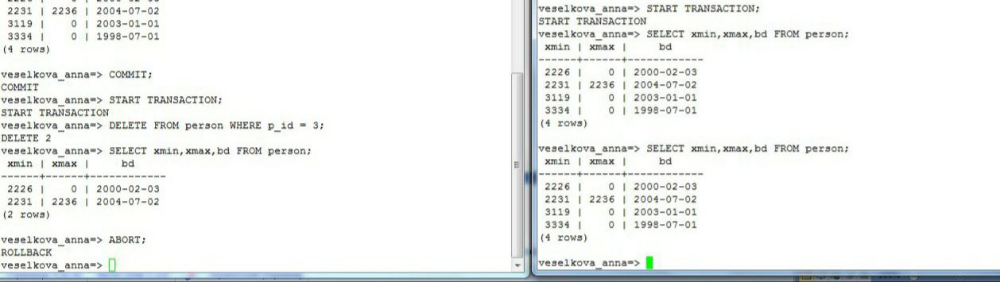 2231 | 2236 | 2004-07-02
3119 |    0 | 2003-01-01
3334 |    0 | 1998-07-01
(4 rows)
veselkova_anna=> COMMIT;
COMMIT
veselkova_anna=> START TRANSACTION;
START TRANSACTION
veselkova_anna=> DELETE FROM person WHERE p_id = 3;
DELETE 2
veselkova_anna=> SELECT xmin,xmax,bd FROM person;
xmin | xmax |     bd
------+------+------------
2226 |    0 | 2000-02-03
2231 | 2236 | 2004-07-02
(2 rows)
veselkova_anna=> ABORT;
ROLLBACK
veselkova_anna=>
veselkova_anna=> START TRANSACTION;
START TRANSACTION
veselkova_anna=> SELECT xmin,xmax,bd FROM person;
xmin | xmax |     bd
------+------+------------
2226 |    0 | 2000-02-03
2231 | 2236 | 2004-07-02
3119 |    0 | 2003-01-01
3334 |    0 | 1998-07-01
(4 rows)
veselkova_anna=> SELECT xmin,xmax,bd FROM person;
xmin | xmax |     bd
------+------+------------
2226 |    0 | 2000-02-03
2231 | 2236 | 2004-07-02
3119 |    0 | 2003-01-01
3334 |    0 | 1998-07-01
(4 rows)
veselkova_anna=>